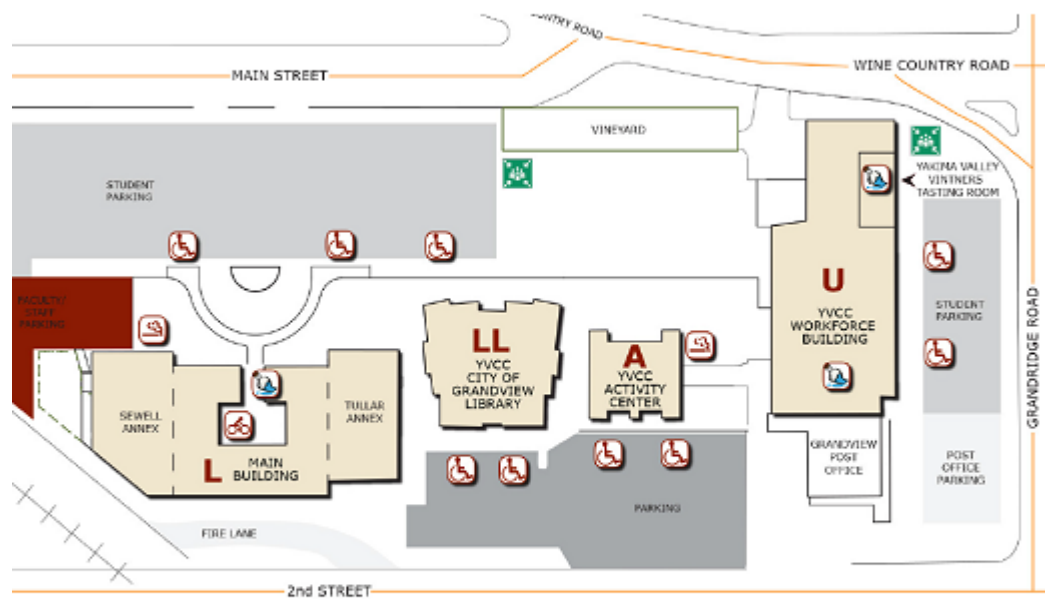 COUNTRY ROAD
MAIN STREET
WINE COUNTRY ROAD
VINEYARD
YAKIMA VALLEY
VINTNERS
TASTING ROOM
STUDENT
PARKING
FACULTY/
STAFF
PARKING
U
YVCC
WORKFORCE
BUILDING
STUDENT
PARKING
GRANDRIDGE ROAD
LL
YVCC
CITY OF
GRANDVIEW
LIBRARY
A
YVCC
ACTIVITY
CENTER
SEWELL
ANNEX
TULLAR
ANNEX
L
MAIN
BUILDING
GRANDVIEW
POST
OFFICE
POST
OFFICE
PARKING
PARKING
FIRE LANE
2nd STREET